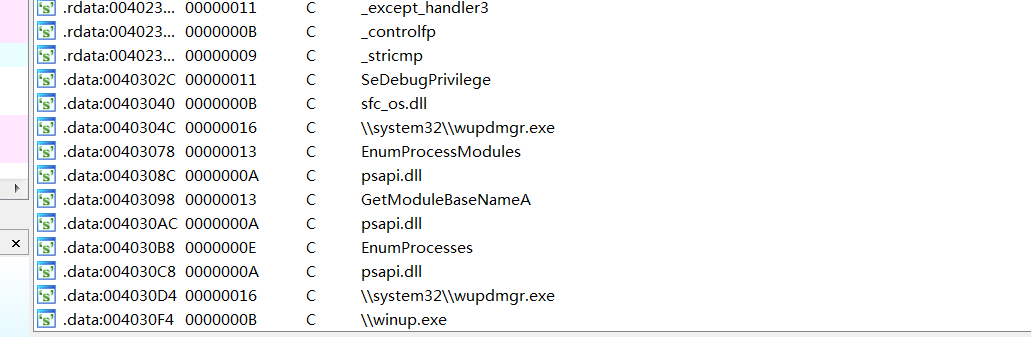 .rdata:004023... 00000011 C _except_handler3
.rdata:004023... 0000000B C _controlfp
.rdata:004023... 00000009 C _stricmp
.data:0040302C 00000011 C SeDebugPrivilege
.data:00403040 0000000B C sfc_os.dll
.data:0040304C 00000016 C \\system32\\wupdmgr.exe
.data:00403078 00000013 C EnumProcessModules
.data:0040308C 0000000A C psapi.dll
.data:00403098 00000013 C GetModuleBaseNameA
.data:004030AC 0000000A C psapi.dll
.data:004030B8 0000000E C EnumProcesses
.data:004030C8 0000000A C psapi.dll
.data:004030D4 00000016 C \\system32\\wupdmgr.exe
.data:004030F4 0000000B C \\winup.exe